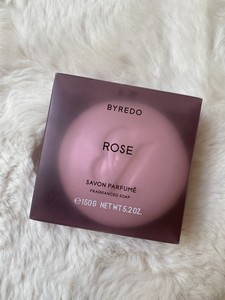 BYREDO
ROSE
SAVON PARFUMÉ
FRAGRANCED SOAP
℮150G NET WT 5.2OZ.